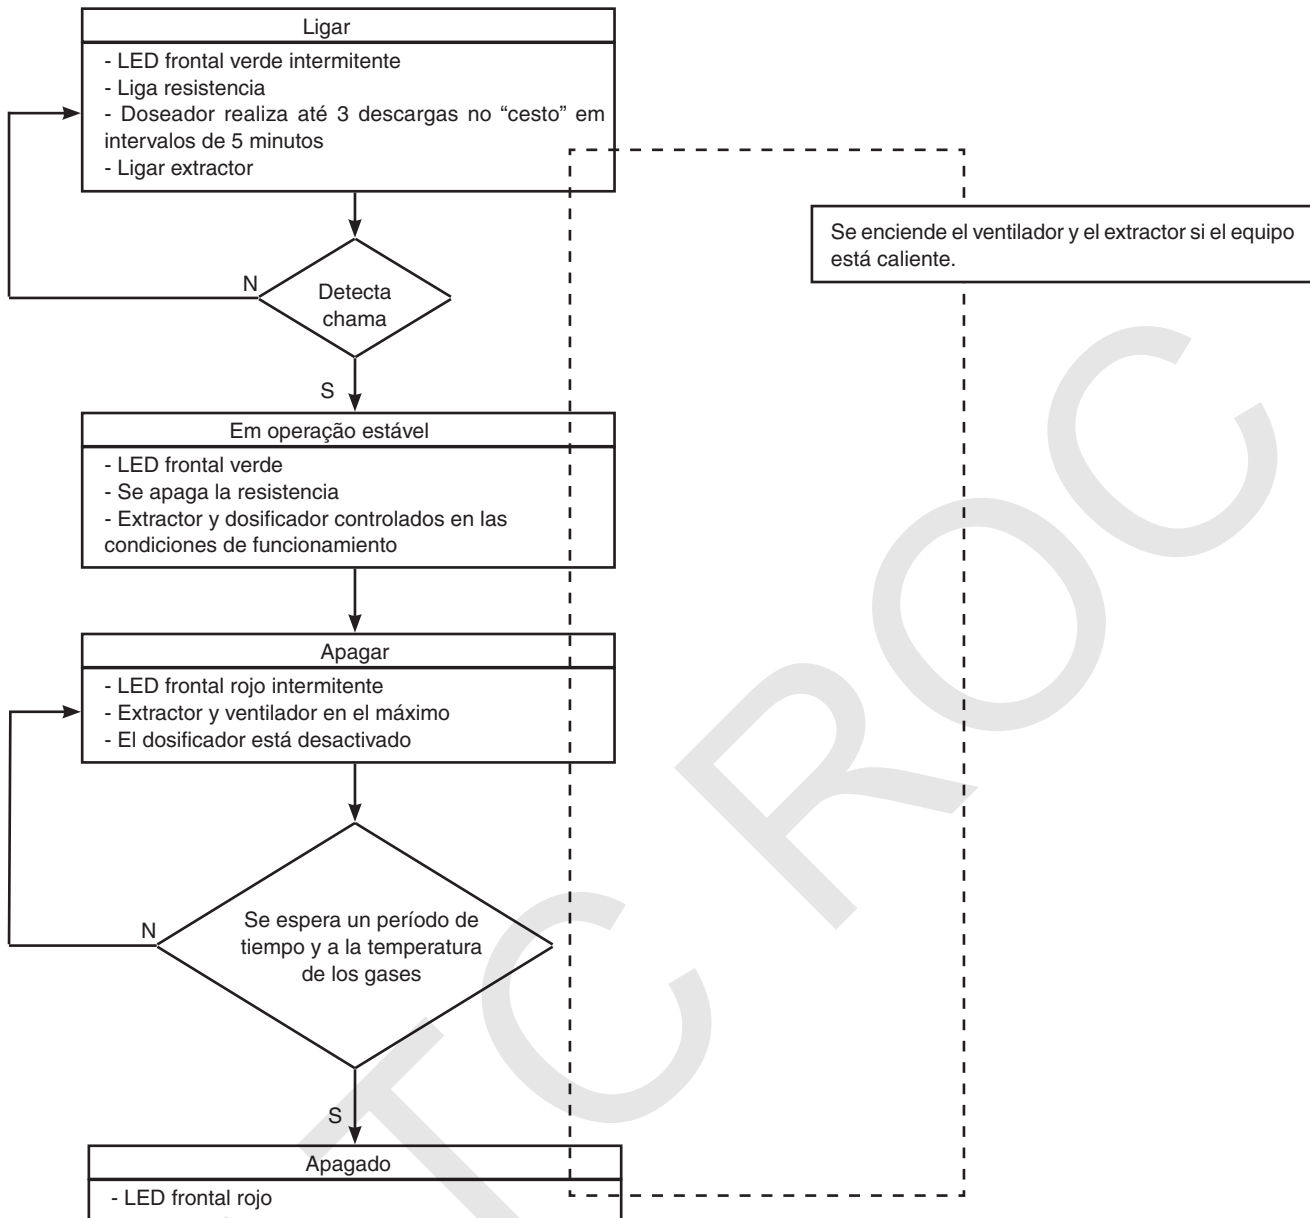 Ligar
- LED frontal verde intermitente
- Liga resistencia
- Doseador realiza até 3 descargas no “cesto” em
intervalos de 5 minutos
- Ligar extractor
Se enciende el ventilador y el extractor si el equipo
está caliente.
N
Detecta
chama
S
Em operação estável
- LED frontal verde
- Se apaga la resistencia
- Extractor y dosificador controlados en las
condiciones de funcionamiento
Apagar
- LED frontal rojo intermitente
- Extractor y ventilador en el máximo
- El dosificador está desactivado
N
Se espera un período de
tiempo y a la temperatura
de los gases
S
Apagado
- LED frontal rojo
TC ROC